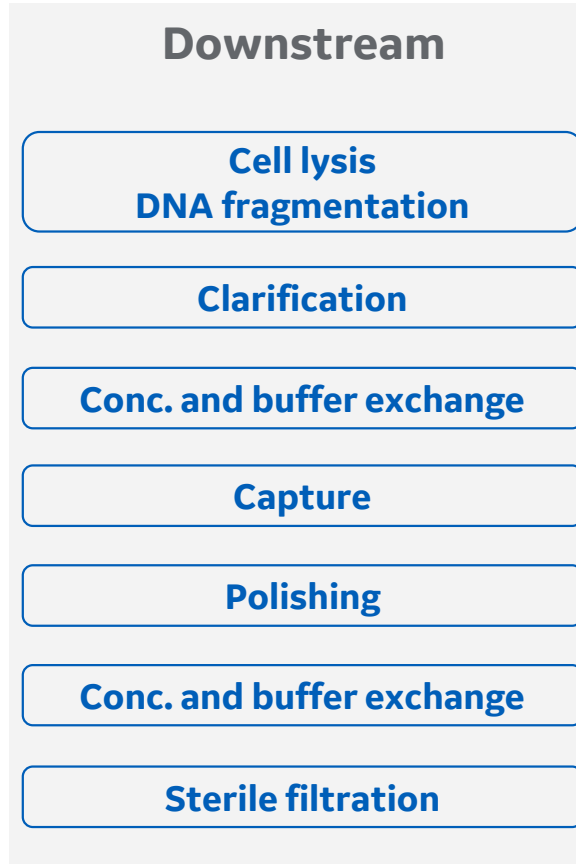 Downstream
Cell lysis
DNA fragmentation
Clarification
Conc. and buffer exchange
Capture
Polishing
Conc. and buffer exchange
Sterile filtration